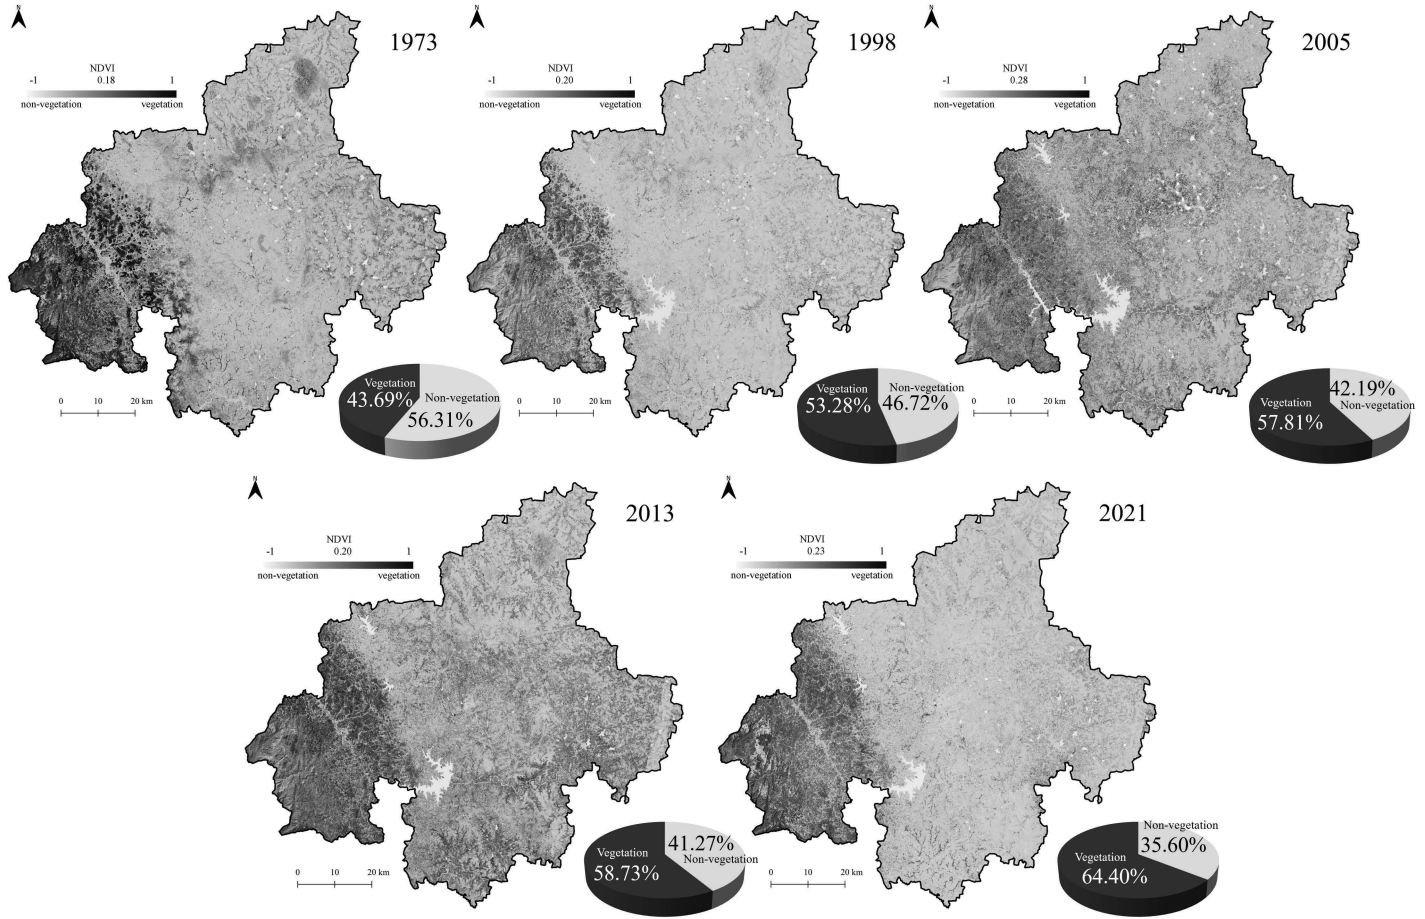 N
1973
NDVI
-1 0.18 1
non-vegetation vegetation
Vegetation
43.69%
Non-vegetation
56.31%
0 10 20 km
N
1998
NDVI
-1 0.20 1
non-vegetation vegetation
Vegetation
53.28%
Non-vegetation
46.72%
0 10 20 km
N
2005
NDVI
-1 0.28 1
non-vegetation vegetation
Vegetation
57.81%
42.19%
Non-vegetation
0 10 20 km
N
2013
NDVI
-1 0.20 1
non-vegetation vegetation
Vegetation
58.73%
41.27%
Non-vegetation
0 10 20 km
N
2021
NDVI
-1 0.23 1
non-vegetation vegetation
Vegetation
64.40%
Non-vegetation
35.60%
0 10 20 km